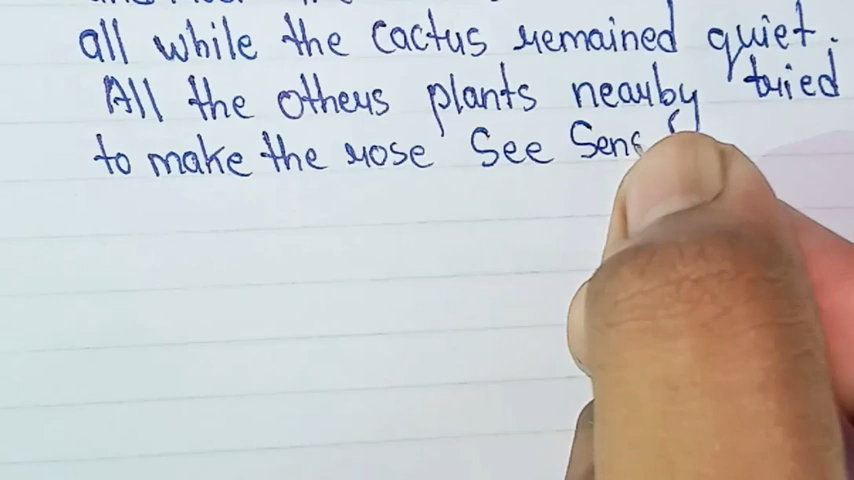 all while the cactus remained quiet.
All the others plants nearby tried
to make the rose See